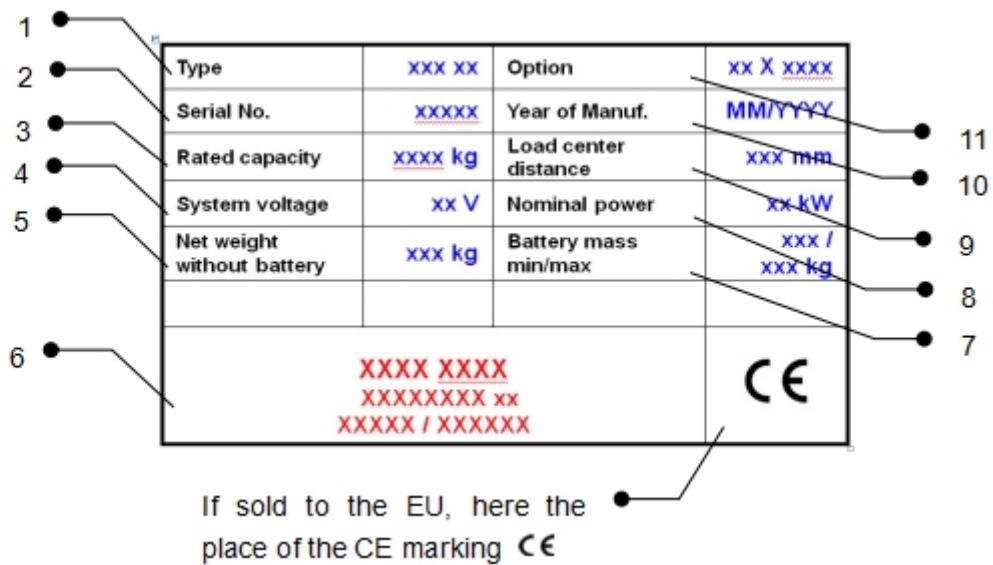 1
2
3
4
5
6
Type xxx xx Option xx X xxxx
Serial No. xxxxx Year of Manuf. MM/YYYY
Rated capacity xxxx kg Load center
distance xxx mm
System voltage xx V Nominal power xx kW
Net weight
without battery xxx kg Battery mass
min/max xxx /
xxx kg
XXXX XXXX
XXXXXXXX xx
XXXXX / XXXXXX
CE
11
10
9
8
7
If sold to the EU, here the
place of the CE marking CE